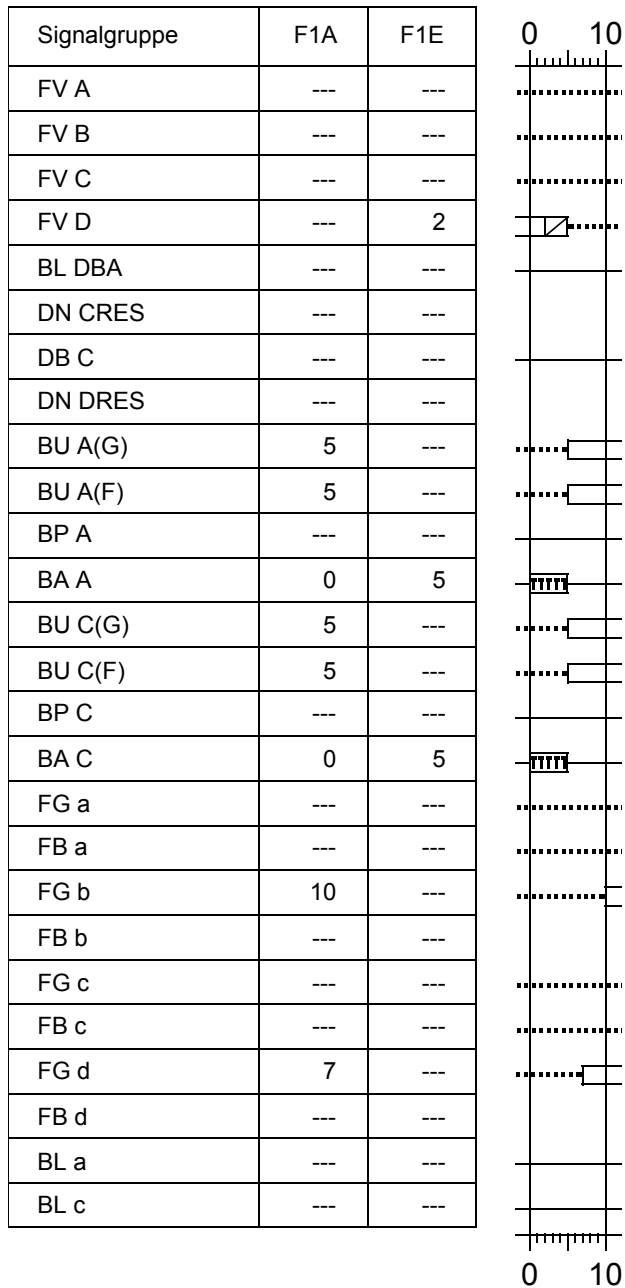 Signalgruppe F1A F1E 0 10
FV A --- ---
FV B --- ---
FV C --- ---
FV D --- 2
BL DBA --- ---
DN CRES --- ---
DB C --- ---
DN DRES --- ---
BU A(G) 5 ---
BU A(F) 5 ---
BP A --- ---
BA A 0 5
BU C(G) 5 ---
BU C(F) 5 ---
BP C --- ---
BA C 0 5
FG a --- ---
FB a --- ---
FG b 10 ---
FB b --- ---
FG c --- ---
FB c --- ---
FG d 7 ---
FB d --- ---
BL a --- ---
BL c --- ---
0 10